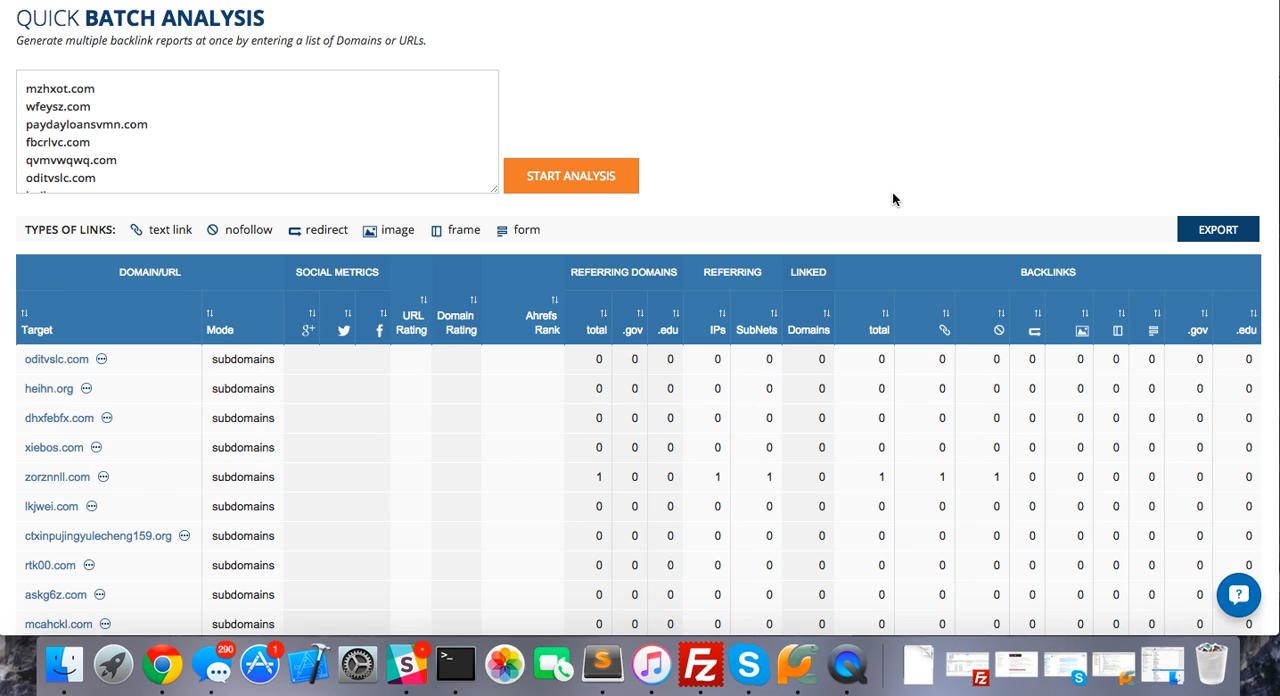 QUICK BATCH ANALYSIS
Generate multiple backlink reports at once by entering a list of Domains or URLs.
mzhxot.com
wfeysz.com
paydayloansvmn.com
fbcrlvc.com
qvmvwqwq.com
oditvslc.com
START ANALYSIS
TYPES OF LINKS: text link nofollow redirect image frame form
EXPORT
DOMAIN/URL SOCIAL METRICS REFERRING DOMAINS REFERRING LINKED BACKLINKS
Target Mode g+ f URL Rating Domain Rating Ahrefs Rank total .gov .edu IPs SubNets Domains total .gov .edu
oditvslc.com subdomains 0 0 0 0 0 0 0 0 0 0 0 0 0 0 0
heihn.org subdomains 0 0 0 0 0 0 0 0 0 0 0 0 0 0 0
dhxfebfx.com subdomains 0 0 0 0 0 0 0 0 0 0 0 0 0 0 0
xiebos.com subdomains 0 0 0 0 0 0 0 0 0 0 0 0 0 0 0
zorznnll.com subdomains 1 0 0 1 1 0 1 1 1 0 0 0 0 0 0
lkjwei.com subdomains 0 0 0 0 0 0 0 0 0 0 0 0 0 0 0
ctxinpujingyulecheng159.org subdomains 0 0 0 0 0 0 0 0 0 0 0 0 0 0 0
rtk00.com subdomains 0 0 0 0 0 0 0 0 0 0 0 0 0 0 0
askg6z.com subdomains 0 0 0 0 0 0 0 0 0 0 0 0 0 0 0
mcahckl.com subdomains 0 0 0 0 0 0 0 0 0 0 0 0 0 0 0
?
290
1
S
>_
S
Fz
S
Q
Fz
S